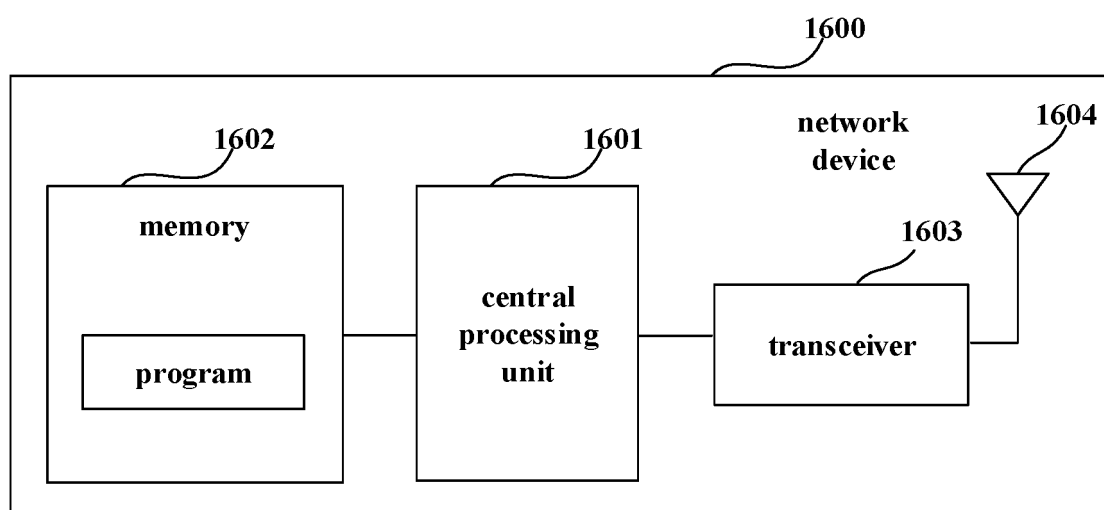 1600
network
device
1604
1602
1601
memory
1603
central
processing
unit
transceiver
program